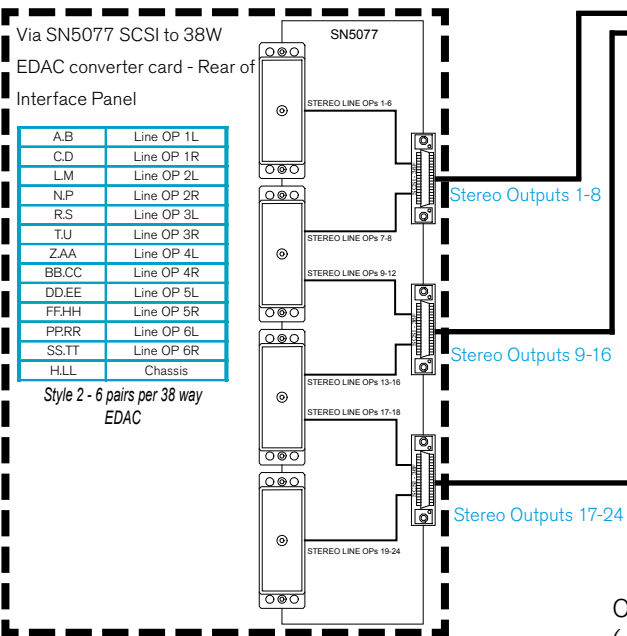 Via SN5077 SCSI to 38W
EDAC converter card - Rear of
Interface Panel
A.B Line OP 1L
C.D Line OP 1R
L.M Line OP 2L
N.P Line OP 2R
R.S Line OP 3L
T.U Line OP 3R
Z.AA Line OP 4L
BB.CC Line OP 4R
DD.EE Line OP 5L
FF.HH Line OP 5R
PP.RR Line OP 6L
SS.TT Line OP 6R
H.LL Chassis
Style 2 - 6 pairs per 38 way
EDAC
SN5077
STEREO LINE OPs 1-6
STEREO LINE OPs 7-8
STEREO LINE OPs 9-12
STEREO LINE OPs 13-16
STEREO LINE OPs 17-18
STEREO LINE OPs 19-24
Stereo Outputs 1-8
Stereo Outputs 9-16
Stereo Outputs 17-24